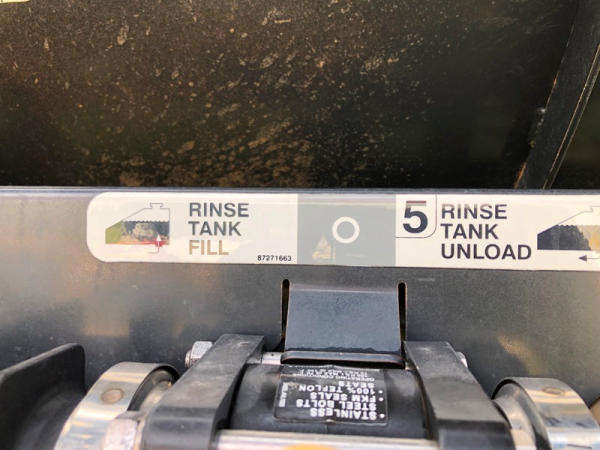 RINSE
TANK
FILL
87271663
5
RINSE
TANK
UNLOAD
STAINLESS
STEEL BOLTS
FKM SEALS
100% TEFLON
SEATS